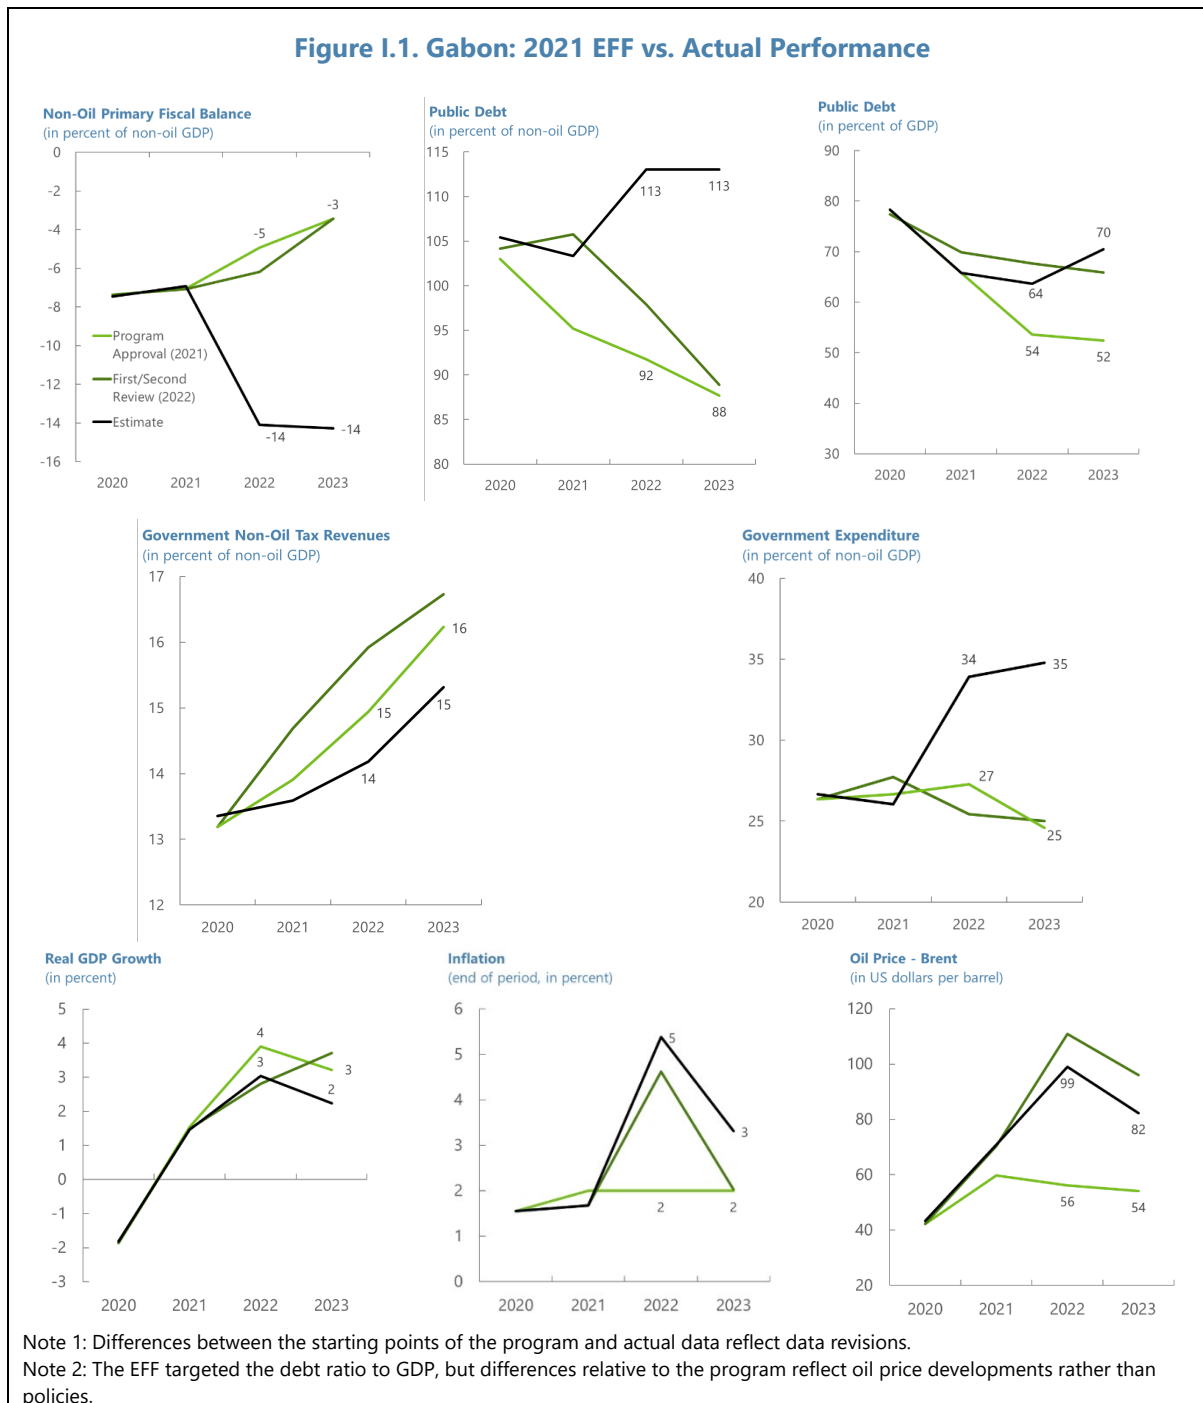 Figure I.1. Gabon: 2021 EFF vs. Actual Performance
Non-Oil Primary Fiscal Balance
(in percent of non-oil GDP)
0
-2
-4
-6
-8
-10
-12
-14
-16
-3
-5
-14
-14
Program
Approval (2021)
First/Second
Review (2022)
Estimate
2020 2021 2022 2023
Public Debt
(in percent of non-oil GDP)
115
110
105
100
95
90
85
80
113
113
92
88
2020 2021 2022 2023
Public Debt
(in percent of GDP)
90
80
70
60
50
40
30
70
64
54
52
2020 2021 2022 2023
Government Non-Oil Tax Revenues
(in percent of non-oil GDP)
17
16
15
14
13
12
16
15
15
14
2020 2021 2022 2023
Government Expenditure
(in percent of non-oil GDP)
40
35
30
25
20
34
35
27
25
2020 2021 2022 2023
Real GDP Growth
(in percent)
5
4
3
2
1
0
-1
-2
-3
4
3
3
2
2020 2021 2022 2023
Inflation
(end of period, in percent)
6
5
4
3
2
1
0
5
3
2
2
2020 2021 2022 2023
Oil Price - Brent
(in US dollars per barrel)
120
100
80
60
40
20
99
82
56
54
2020 2021 2022 2023
Note 1: Differences between the starting points of the program and actual data reflect data revisions.
Note 2: The EFF targeted the debt ratio to GDP, but differences relative to the program reflect oil price developments rather than
policies.